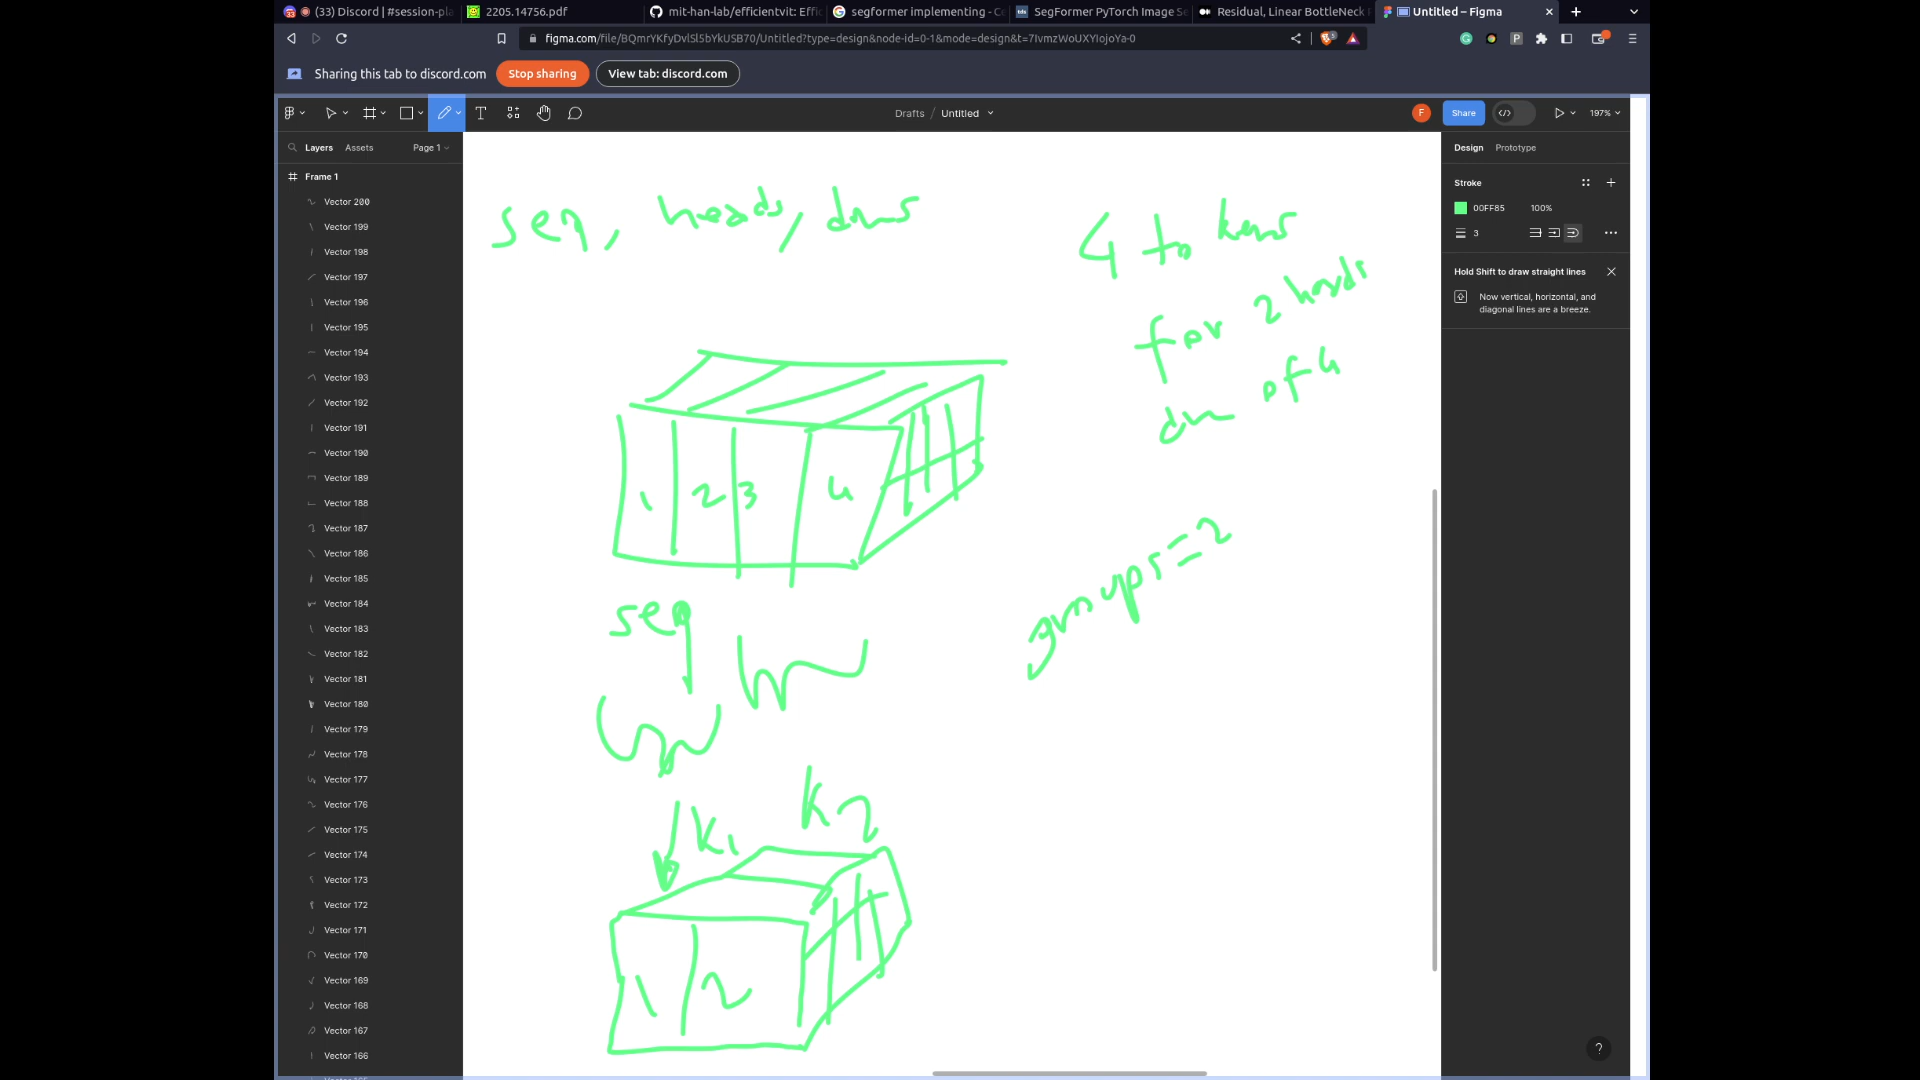 (33) Discord | #session-pla
2205.14756.pdf
mit-han-lab/efficientvit: Effi
segformer implementing - G
SegFormer PyTorch Image Se
Residual, Linear BottleNeck
Untitled – Figma
figma.com/file/BQmrYKfyDvlSl5bYkUSB70/Untitled?type=design&node-id=0-1&mode=design&t=7IvmzWoUXYIojoYa-0
Sharing this tab to discord.com
Stop sharing
View tab: discord.com
Drafts / Untitled
F
Share
197%
Layers
Assets
Page 1
Frame 1
Vector 200
Vector 199
Vector 198
Vector 197
Vector 196
Vector 195
Vector 194
Vector 193
Vector 192
Vector 191
Vector 190
Vector 189
Vector 188
Vector 187
Vector 186
Vector 185
Vector 184
Vector 183
Vector 182
Vector 181
Vector 180
Vector 179
Vector 178
Vector 177
Vector 176
Vector 175
Vector 174
Vector 173
Vector 172
Vector 171
Vector 170
Vector 169
Vector 168
Vector 167
Vector 166
seq, heads, dims
4 tokens
for 2 heads
dim of 4
1 2 3 4
groups=2
seq
k1 k2
1 2
Design
Prototype
Stroke
00FF85 100%
3
Hold Shift to draw straight lines
Now vertical, horizontal, and
diagonal lines are a breeze.
?